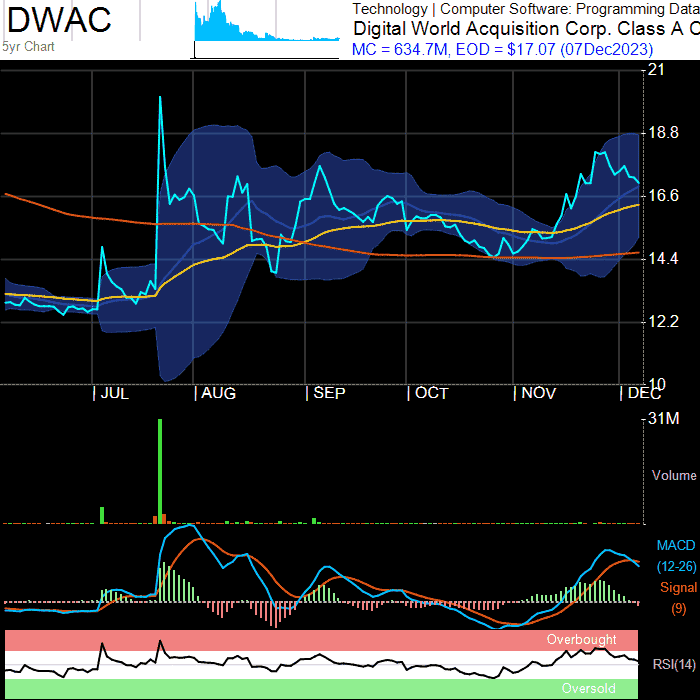 DWAC
5yr Chart
Technology | Computer Software: Programming Data
Digital World Acquisition Corp. Class A C
MC = 634.7M, EOD = $17.07 (07Dec2023)
21
18.8
16.6
14.4
12.2
10
JUL AUG SEP OCT NOV DEC
31M
Volume
MACD
(12-26)
Signal
(9)
Overbought
RSI(14)
Oversold